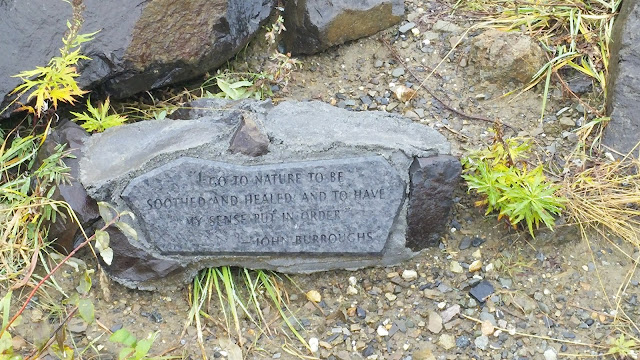 "I GO TO NATURE TO BE
SOOTHED AND HEALED, AND TO HAVE
MY SENSE PUT IN ORDER"
—JOHN BURROUGHS